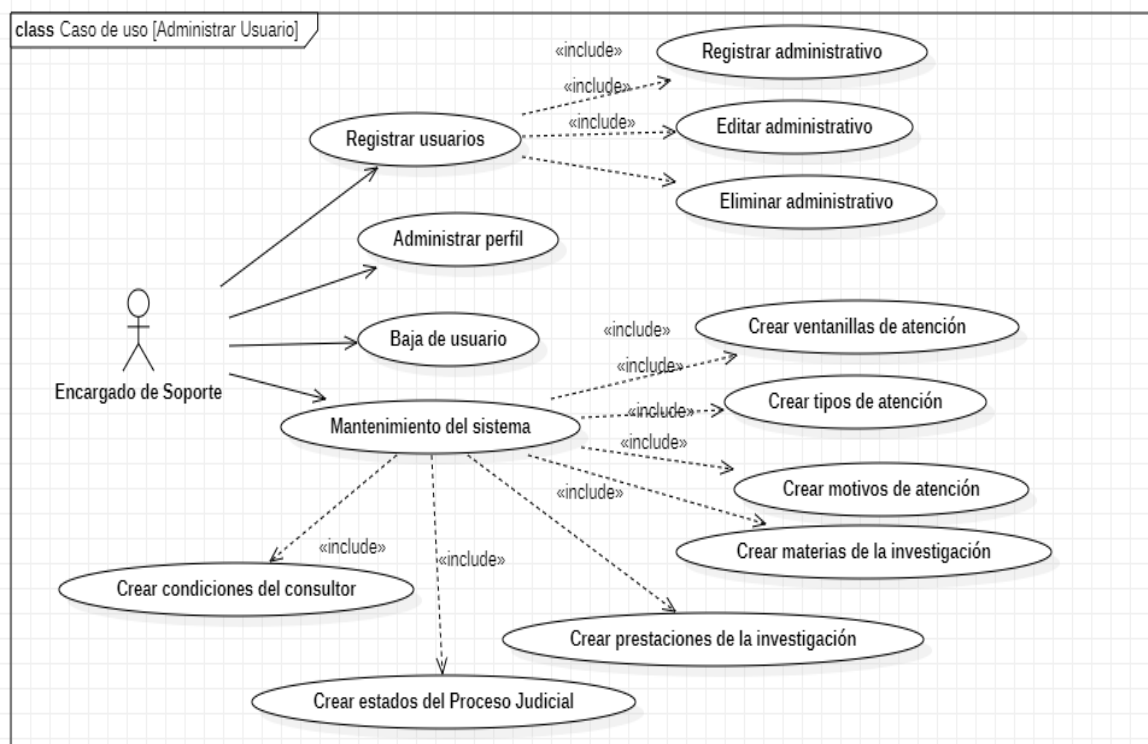 class Caso de uso [Administrar Usuario]
«include»
Registrar administrativo
«include»
«include»
Editar administrativo
Registrar usuarios
Eliminar administrativo
Administrar perfil
Baja de usuario
«include»
Crear ventanillas de atención
«include»
Encargado de Soporte
Crear tipos de atención
«include»
Mantenimiento del sistema
«include»
Crear motivos de atención
«include»
Crear materias de la investigación
«include»
«include»
Crear condiciones del consultor
Crear prestaciones de la investigación
Crear estados del Proceso Judicial